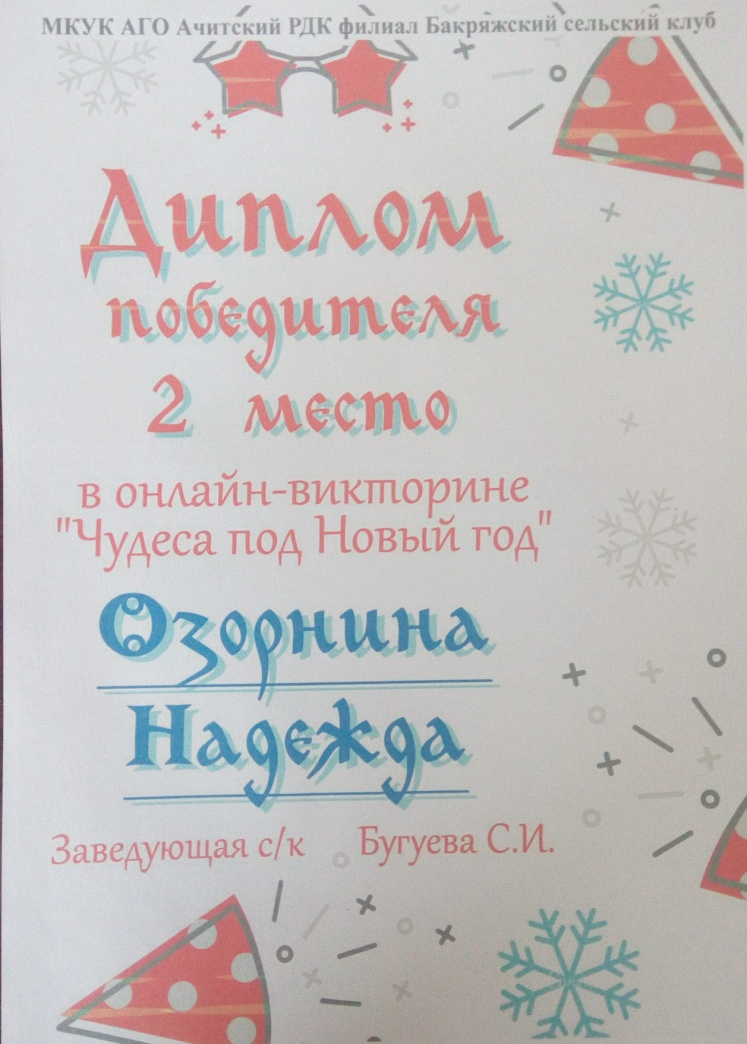 МКУК АГО Ачитский РДК филиал Бакряжский сельский клуб
Диплом
победителя
2 место
в онлайн-викторине
"Чудеса под Новый год"
Озорнина
Надежда
Заведующая с/к Бугуева С.И.